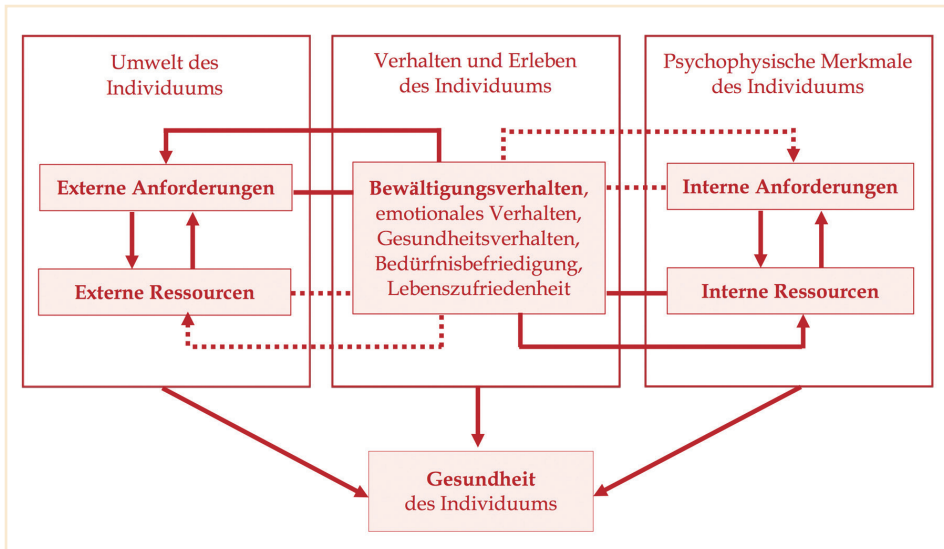 Umwelt des
Individuums
Verhalten und Erleben
des Individuums
Psychophysische Merkmale
des Individuums
Externe Anforderungen
Externe Ressourcen
Bewältigungsverhalten,
emotionales Verhalten,
Gesundheitsverhalten,
Bedürfnisbefriedigung,
Lebenszufriedenheit
Interne Anforderungen
Interne Ressourcen
Gesundheit
des Individuums